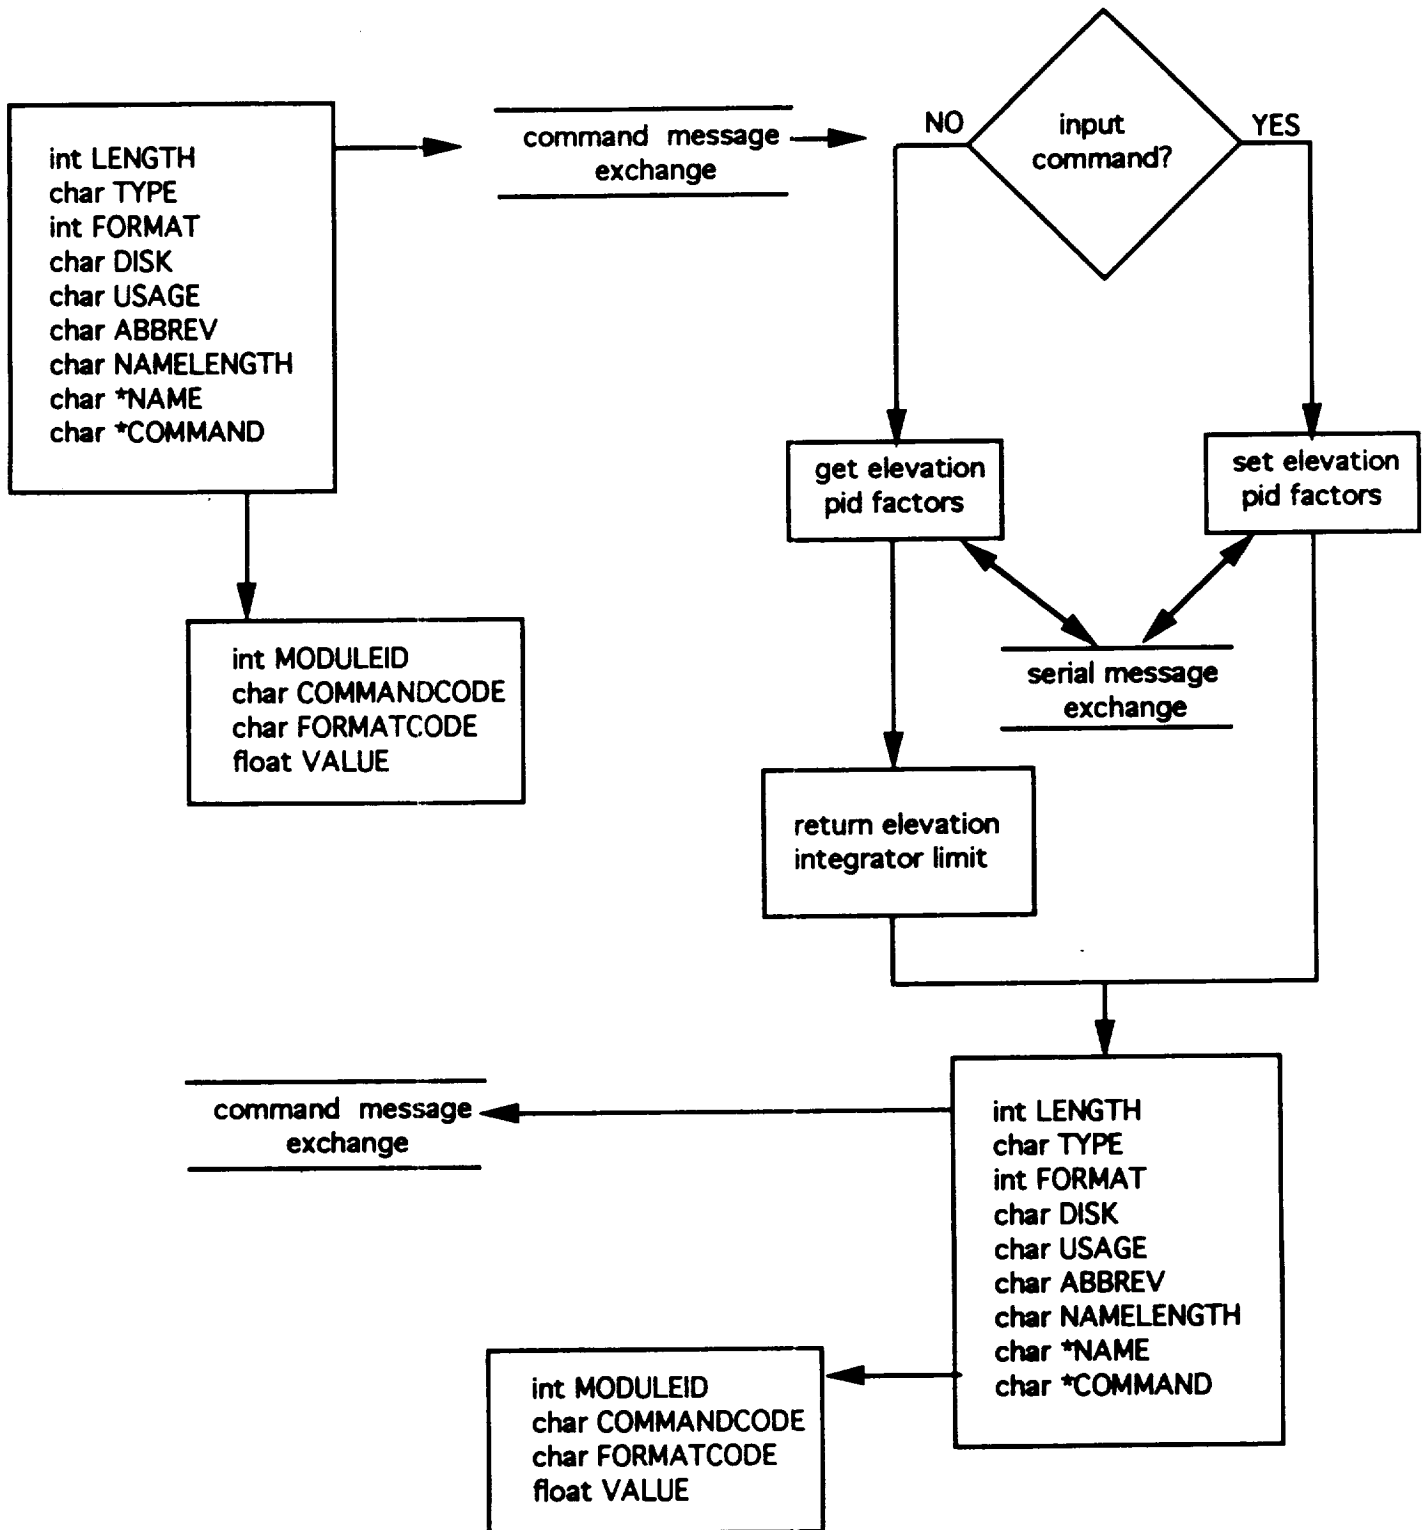 int LENGTH
char TYPE
int FORMAT
char DISK
char USAGE
char ABBREV
char NAMELENGTH
char *NAME
char *COMMAND
command message
exchange
NO
input
command?
YES
get elevation
pid factors
set elevation
pid factors
int MODULEID
char COMMANDCODE
char FORMATCODE
float VALUE
serial message
exchange
return elevation
integrator limit
command message
exchange
int LENGTH
char TYPE
int FORMAT
char DISK
char USAGE
char ABBREV
char NAMELENGTH
char *NAME
char *COMMAND
int MODULEID
char COMMANDCODE
char FORMATCODE
float VALUE